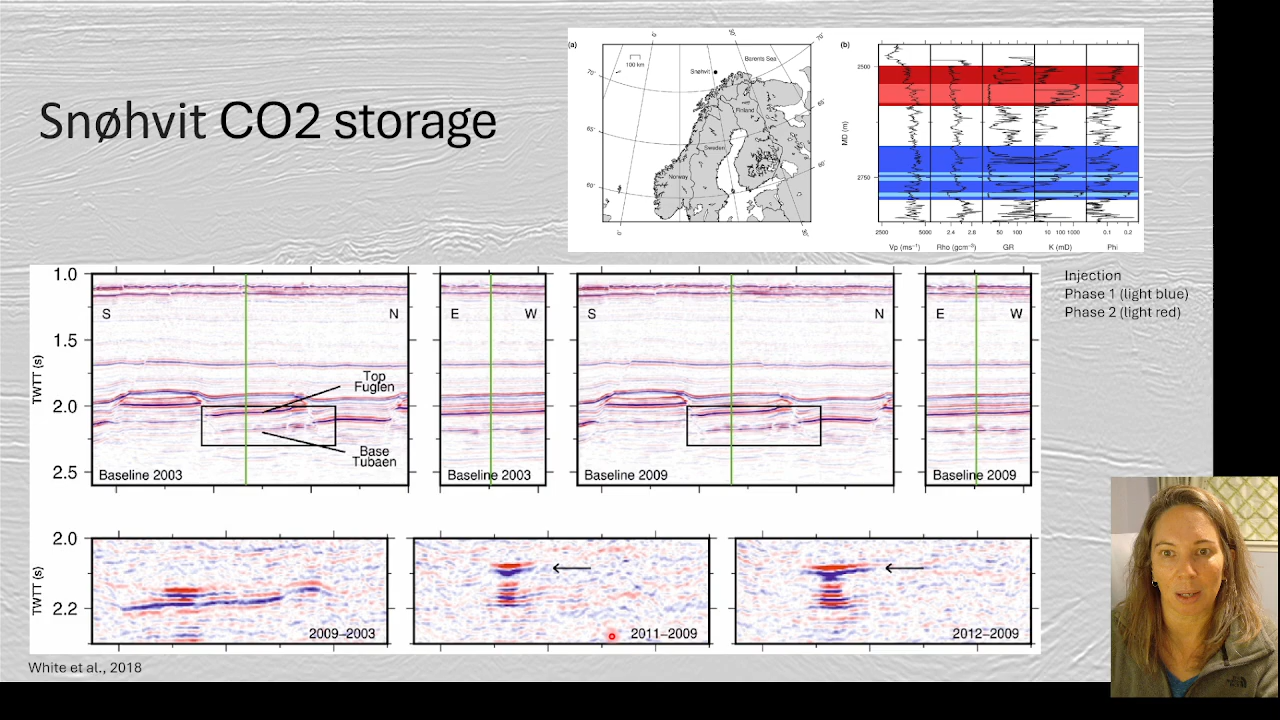 Snøhvit CO2 storage
(a)
100 km
Snøhvit
Barents Sea
Finland
Sweden
Norway
70°
65°
60°
(b)
2500
MD (m)
2750
2500 5000 2.4 2.8 50 100 10 100 1000 0.1 0.2
Vp (ms⁻¹) Rho (gcm⁻³) GR K (mD) Phi
Injection
Phase 1 (light blue)
Phase 2 (light red)
TWTT (s)
1.0
1.5
2.0
2.5
S N
Top
Fuglen
Base
Tubaen
Baseline 2003
E W
Baseline 2003
S N
Baseline 2009
E W
Baseline 2009
TWTT (s)
2.0
2.2
2009–2003
2011–2009
2012–2009
White et al., 2018